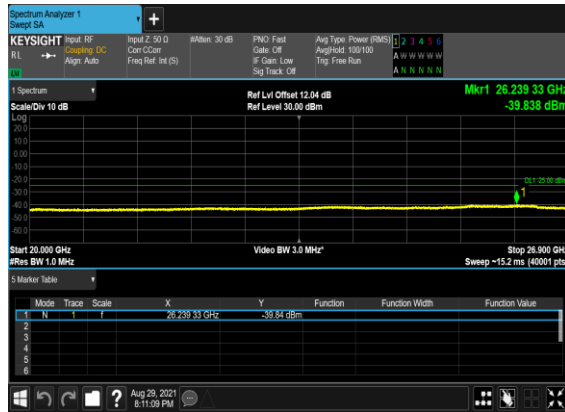 Spectrum Analyzer 1
Swept SA
+
KEYSIGHT Input: RF Input Z: 50 Ω #Atten: 30 dB PNO: Fast Avg Type: Power (RMS) 1 2 3 4 5 6
RL Coupling: DC Corr CCorr Gate: Off Avg|Hold: 100/100 A W W W W W
Align: Auto Freq Ref: Int (S) IF Gain: Low Trig: Free Run
LU Sig Track: Off A N N N N N
1 Spectrum Ref Lvl Offset 12.04 dB Mkr1 26.239 33 GHz
Scale/Div 10 dB Ref Level 30.00 dBm -39.838 dBm
Log
20.0
10.0
0.00
-10.0
-20.0
DL1 -25.00 dBm
-30.0
1
-40.0
-50.0
-60.0
Start 20.000 GHz Video BW 3.0 MHz* Stop 26.900 GHz
#Res BW 1.0 MHz Sweep ~15.2 ms (40001 pts)
5 Marker Table
Mode Trace Scale X Y Function Function Width Function Value
1 N 1 f 26.239 33 GHz -39.84 dBm
2
3
4
5
6
? Aug 29, 2021
8:11:09 PM